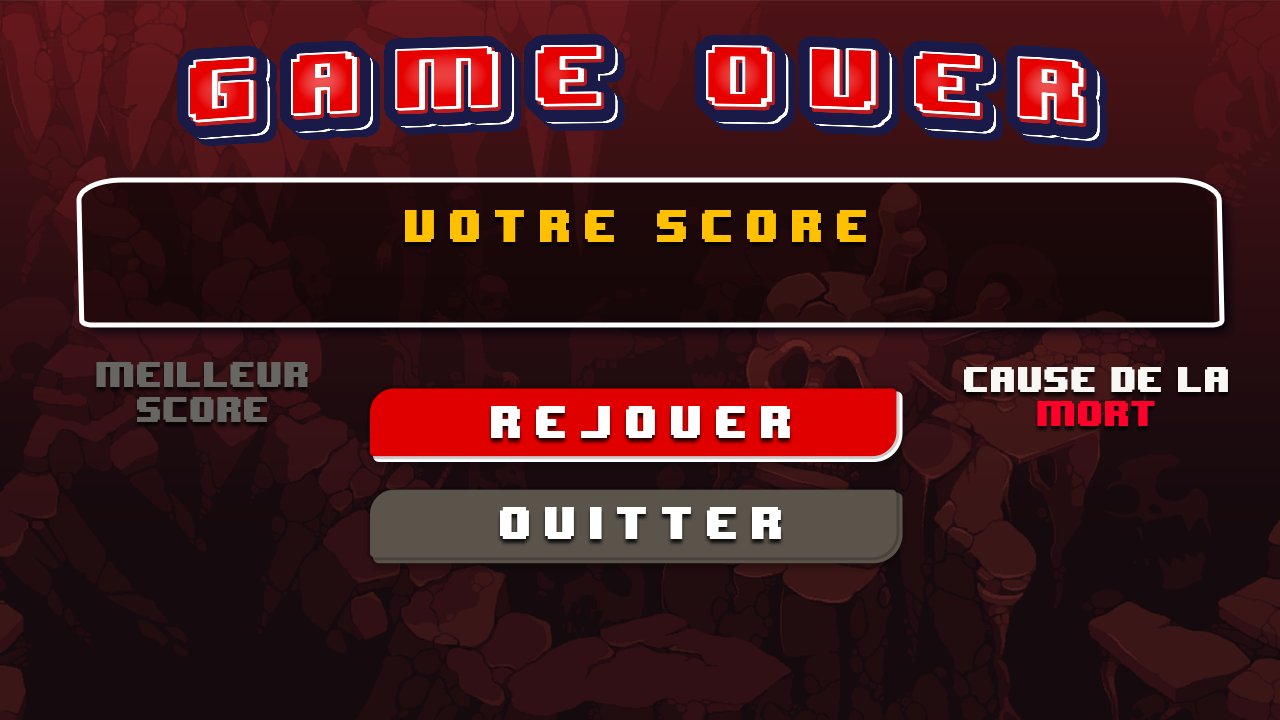 GAME OVER
VOTRE SCORE
MEILLEUR
SCORE
CAUSE DE LA
MORT
REJOUER
QUITTER